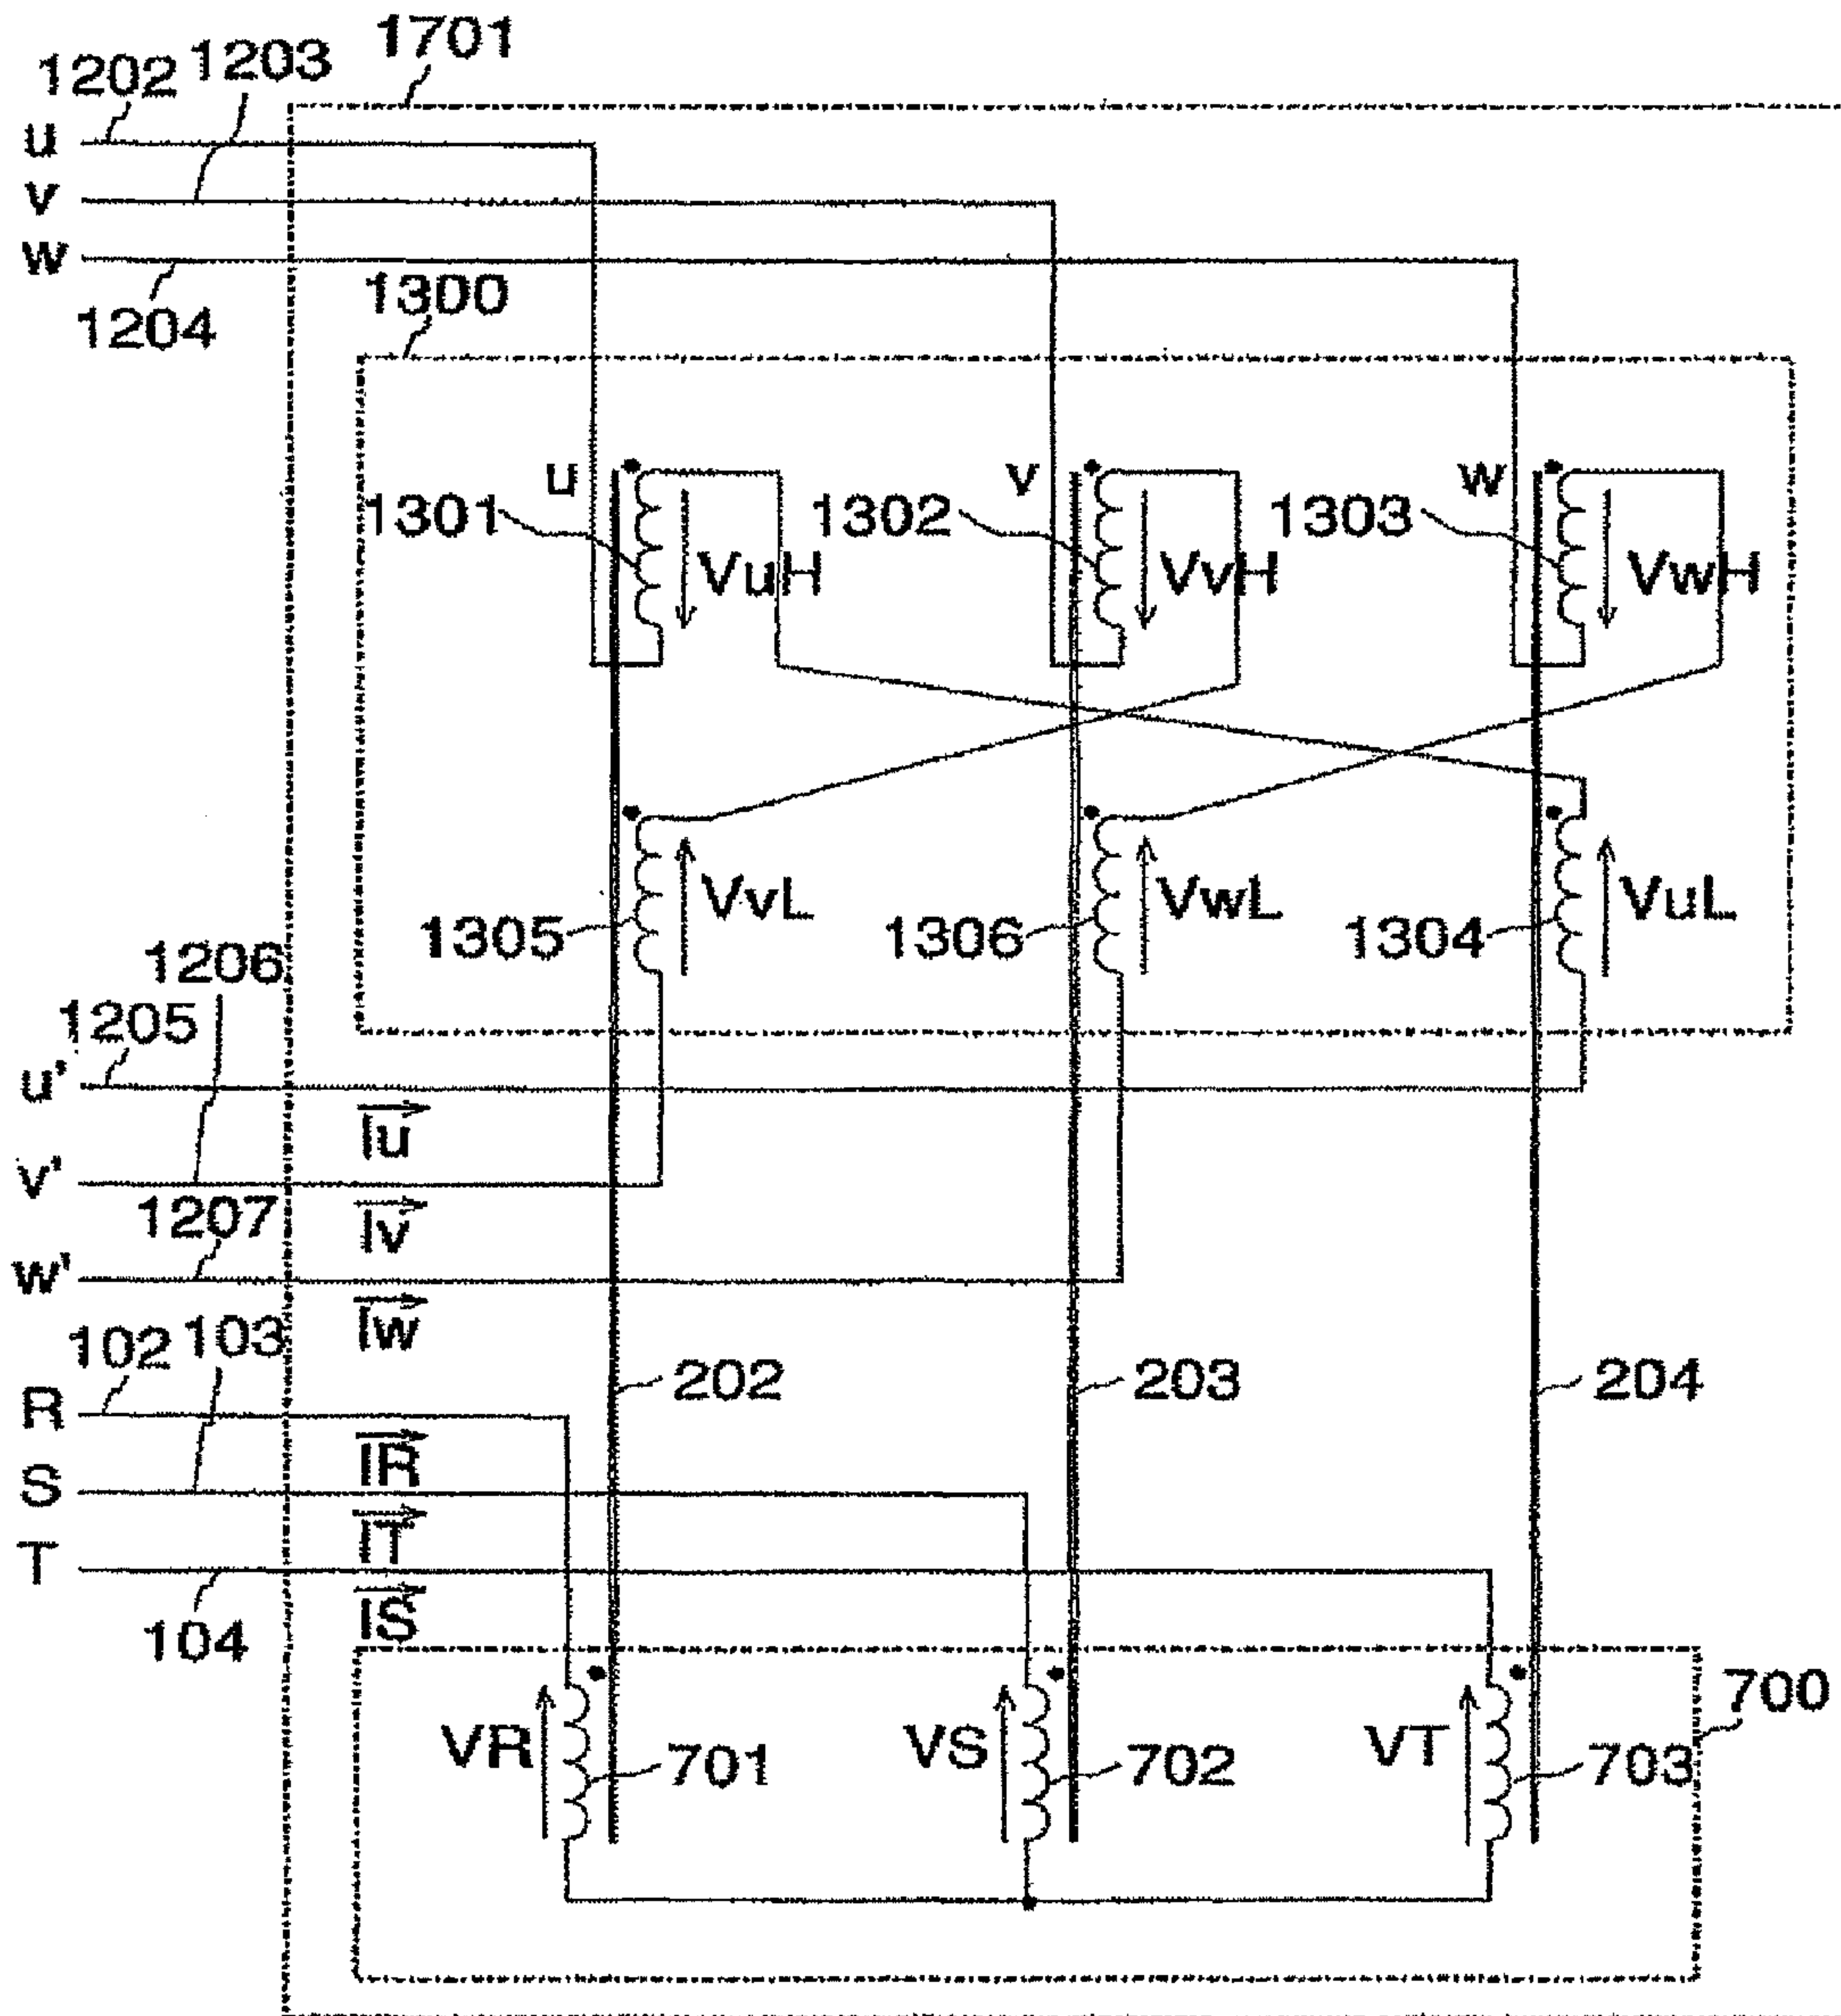 1701
1202 1203
u
v
w
1204
1300
u v w
1301 1302 1303
VuH VvH VwH
VvL VwL VuL
1305 1306 1304
1206
1205
u'
Iu
v'
1207
Iv
w'
Iw
102 103
202 203 204
R
IR
S
IT
T
IS
104
700
VR VS VT
701 702 703